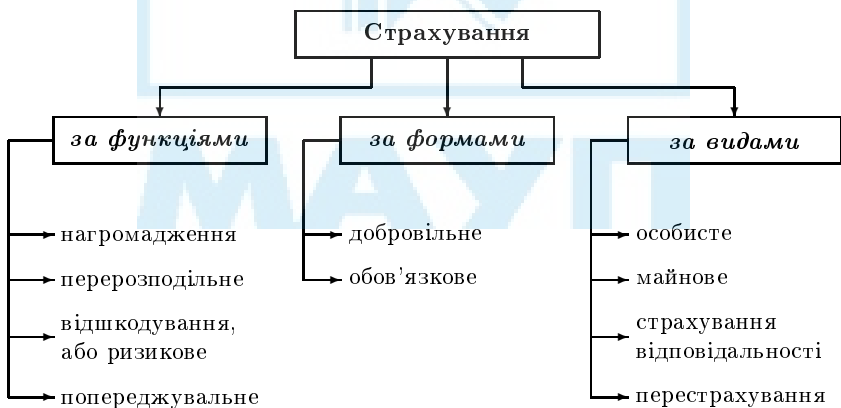 Страхування
за функціями
нагромадження
перерозподільне
відшкодування,
або ризикове
попереджувальне
за формами
добровільне
обов'язкове
за видами
особисте
майнове
страхування
відповідальності
перестрахування
МАУП